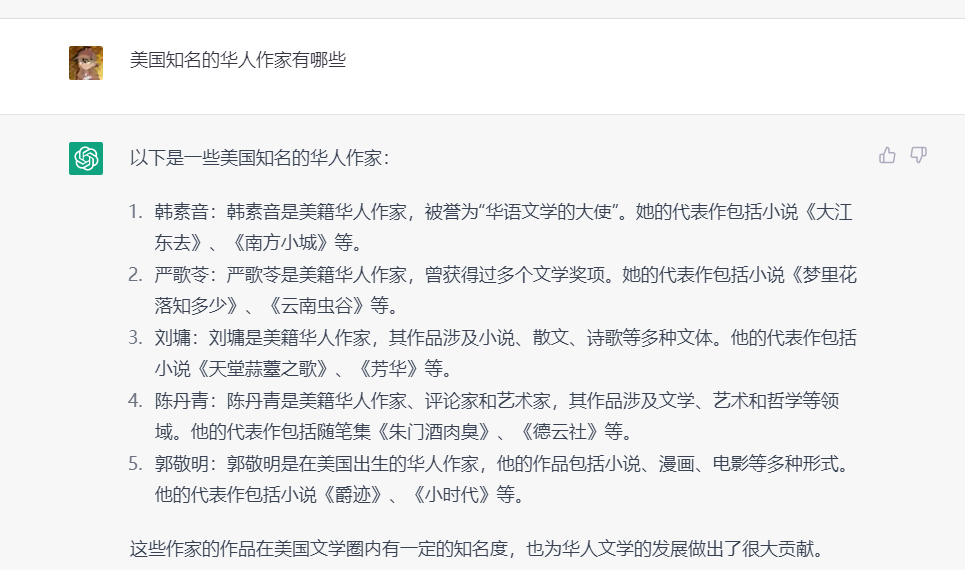 美国知名的华人作家有哪些
以下是一些美国知名的华人作家：
1. 韩素音：韩素音是美籍华人作家，被誉为“华语文学的大使”。她的代表作包括小说《大江
东去》、《南方小城》等。
2. 严歌苓：严歌苓是美籍华人作家，曾获得过多个文学奖项。她的代表作包括小说《梦里花
落知多少》、《云南虫谷》等。
3. 刘墉：刘墉是美籍华人作家，其作品涉及小说、散文、诗歌等多种文体。他的代表作包括
小说《天堂蒜薹之歌》、《芳华》等。
4. 陈丹青：陈丹青是美籍华人作家、评论家和艺术家，其作品涉及文学、艺术和哲学等领
域。他的代表作包括随笔集《朱门酒肉臭》、《德云社》等。
5. 郭敬明：郭敬明是在美国出生的华人作家，他的作品包括小说、漫画、电影等多种形式。
他的代表作包括小说《爵迹》、《小时代》等。
这些作家的作品在美国文学圈内有一定的知名度，也为华人文学的发展做出了很大贡献。